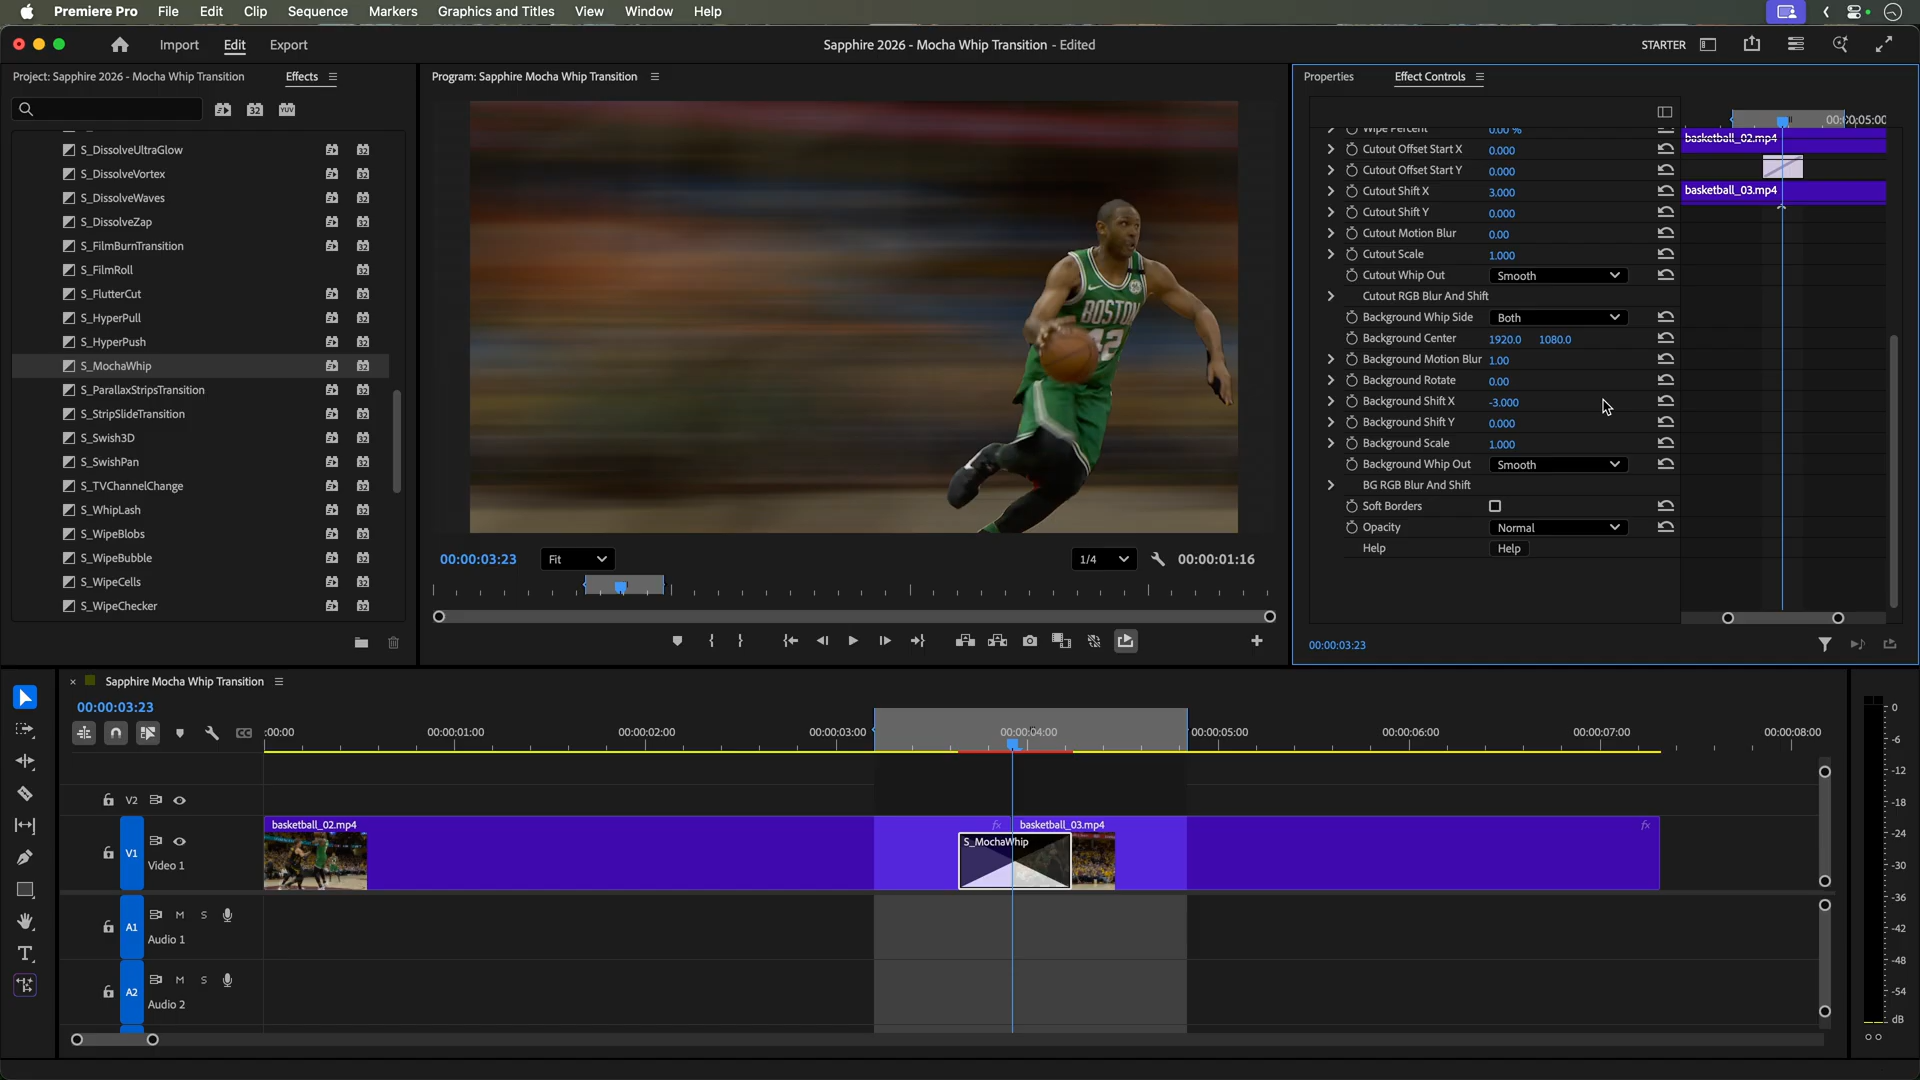 Premiere Pro File Edit Clip Sequence Markers Graphics and Titles View Window Help
Import Edit Export Sapphire 2026 - Mocha Whip Transition - Edited STARTER
Project: Sapphire 2026 - Mocha Whip Transition Effects
S_DissolveUltraGlow
S_DissolveVortex
S_DissolveWaves
S_DissolveZap
S_FilmBurnTransition
S_FilmRoll
S_FlutterCut
S_HyperPull
S_HyperPush
S_MochaWhip
S_ParallaxStripsTransition
S_StripSlideTransition
S_Swish3D
S_SwishPan
S_TVChannelChange
S_WhipLash
S_WipeBlobs
S_WipeBubble
S_WipeCells
S_WipeChecker
Program: Sapphire Mocha Whip Transition
BOSTON
42
00:00:03:23 Fit 1/4 00:00:01:16
Properties Effect Controls
00:00:05:00
Wipe Percent 0.00 %
Cutout Offset Start X 0.000
Cutout Offset Start Y 0.000
Cutout Shift X 3.000
Cutout Shift Y 0.000
Cutout Motion Blur 0.00
Cutout Scale 1.000
Cutout Whip Out Smooth
Cutout RGB Blur And Shift
Background Whip Side Both
Background Center 1920.0 1080.0
Background Motion Blur 1.00
Background Rotate 0.00
Background Shift X -3.000
Background Shift Y 0.000
Background Scale 1.000
Background Whip Out Smooth
BG RGB Blur And Shift
Soft Borders
Opacity Normal
Help Help
basketball_02.mp4
basketball_03.mp4
00:00:03:23
× Sapphire Mocha Whip Transition
00:00:03:23
:00:00 00:00:01:00 00:00:02:00 00:00:03:00 00:00:04:00 00:00:05:00 00:00:06:00 00:00:07:00 00:00:08:00
V2
basketball_02.mp4 fx basketball_03.mp4 fx
S_MochaWhip
V1 Video 1
A1 M S
Audio 1
A2 M S
Audio 2
0
-6
-12
-18
-24
-30
-36
-42
-48
-54
dB